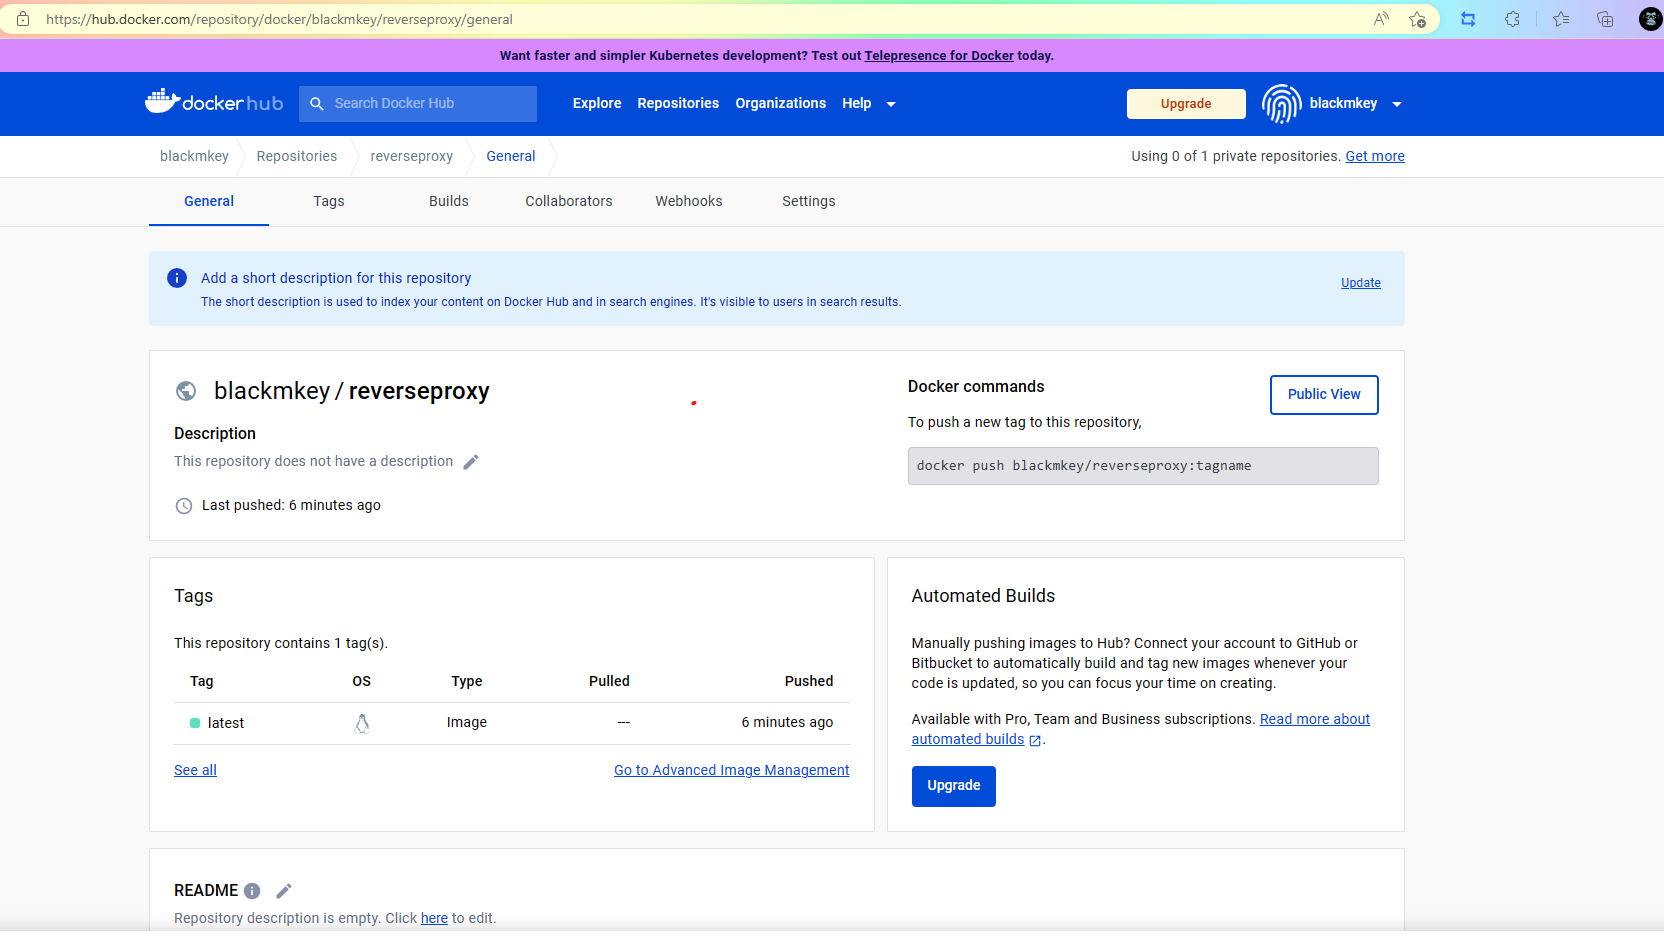 https://hub.docker.com/repository/docker/blackmkey/reverseproxy/general
Want faster and simpler Kubernetes development? Test out Telepresence for Docker today.
dockerhub Search Docker Hub Explore Repositories Organizations Help Upgrade blackmkey
blackmkey Repositories reverseproxy General Using 0 of 1 private repositories. Get more
General Tags Builds Collaborators Webhooks Settings
Add a short description for this repository
Update
The short description is used to index your content on Docker Hub and in search engines. It's visible to users in search results.
blackmkey / reverseproxy
Description
This repository does not have a description
Last pushed: 6 minutes ago
Docker commands
Public View
To push a new tag to this repository,
docker push blackmkey/reverseproxy:tagname
Tags
This repository contains 1 tag(s).
Tag OS Type Pulled Pushed
latest Image --- 6 minutes ago
See all Go to Advanced Image Management
Automated Builds
Manually pushing images to Hub? Connect your account to GitHub or
Bitbucket to automatically build and tag new images whenever your
code is updated, so you can focus your time on creating.
Available with Pro, Team and Business subscriptions. Read more about
automated builds .
Upgrade
README
Repository description is empty. Click here to edit.